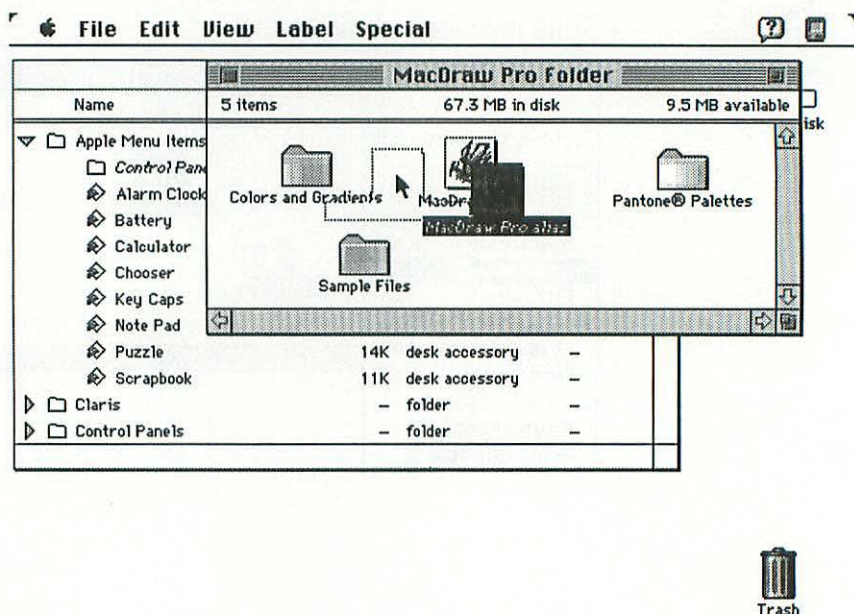 File Edit View Label Special
MacDraw Pro Folder
Name
5 items 67.3 MB in disk 9.5 MB available
isk
Apple Menu Items
Control Pan
Alarm Clock
Battery
Calculator
Chooser
Key Caps
Note Pad
Puzzle 14K desk accessory –
Scrapbook 11K desk accessory –
Claris – folder –
Control Panels – folder –
Colors and Gradients
MacDr
MacDraw Pro alias
Pantone® Palettes
Sample Files
Trash